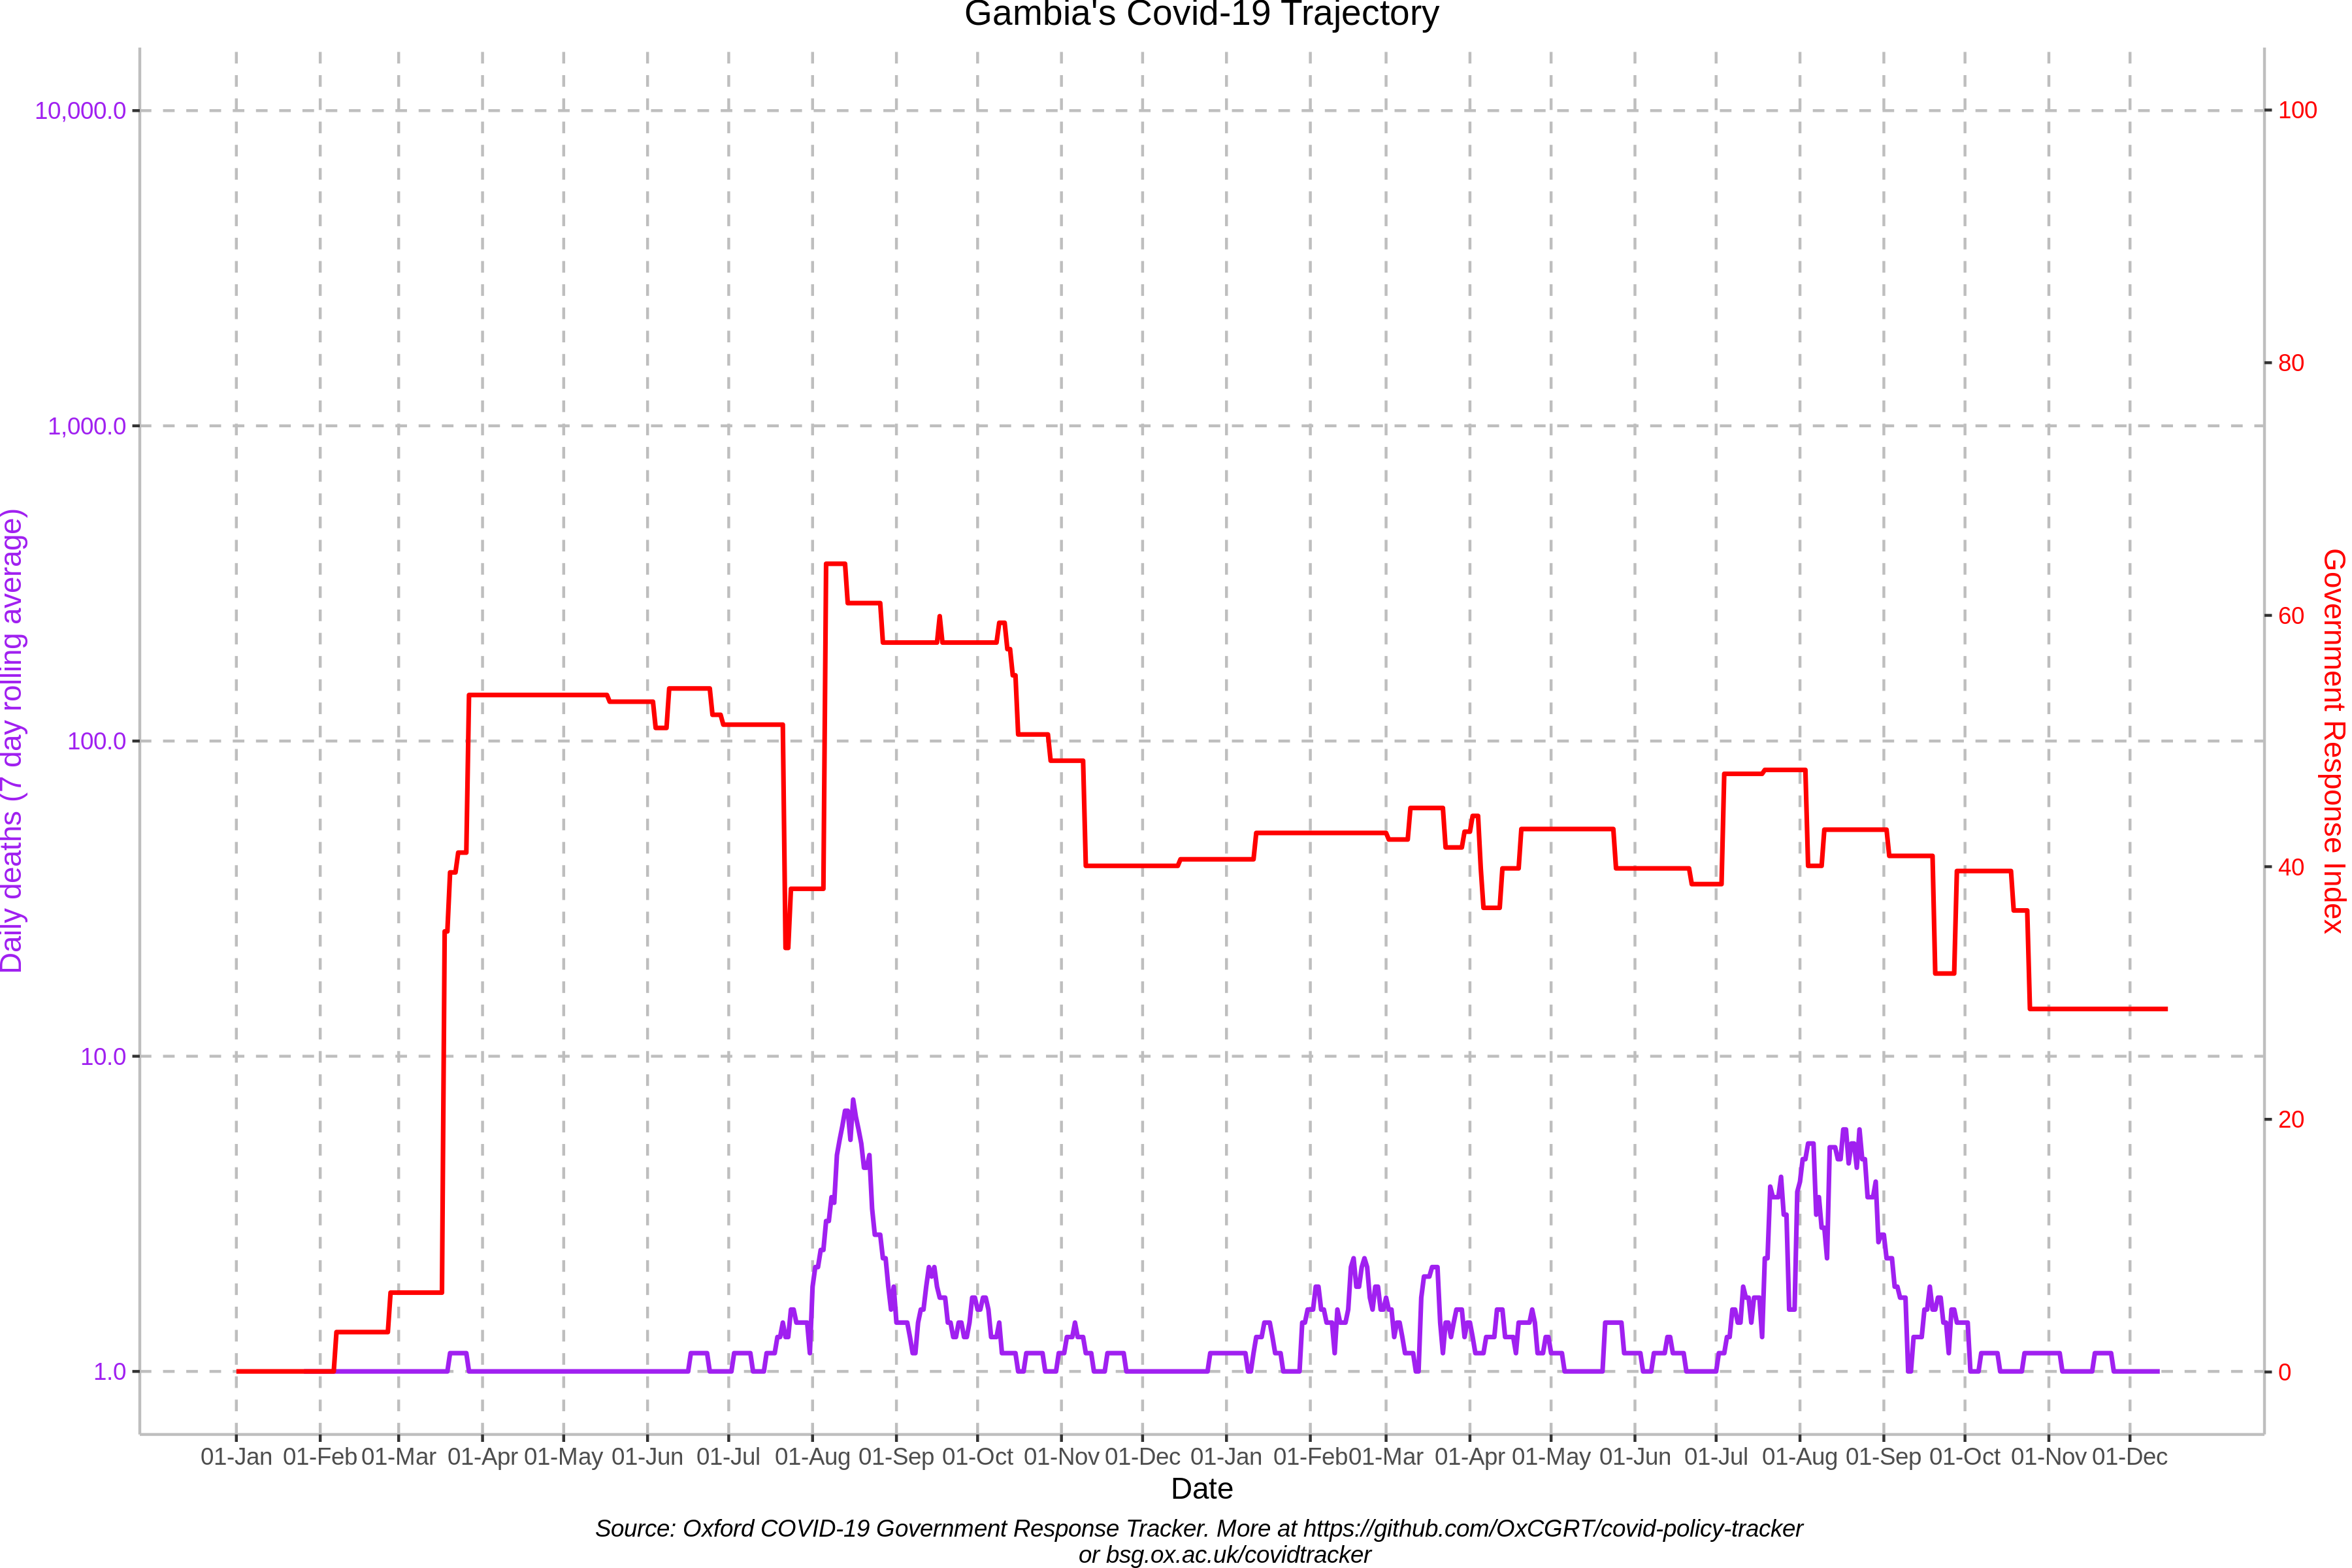 Gambia's Covid-19 Trajectory
10,000.0
1,000.0
100.0
10.0
1.0
Daily deaths (7 day rolling average)
100
80
60
40
20
0
Government Response Index
01-Jan 01-Feb 01-Mar 01-Apr 01-May 01-Jun 01-Jul 01-Aug 01-Sep 01-Oct 01-Nov 01-Dec 01-Jan 01-Feb 01-Mar 01-Apr 01-May 01-Jun 01-Jul 01-Aug 01-Sep 01-Oct 01-Nov 01-Dec
Date
Source: Oxford COVID-19 Government Response Tracker. More at https://github.com/OxCGRT/covid-policy-tracker
or bsg.ox.ac.uk/covidtracker